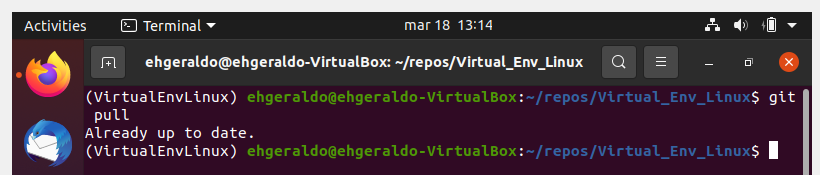 Activities
Terminal
mar 18 13:14
ehgeraldo@ehgeraldo-VirtualBox: ~/repos/Virtual_Env_Linux
(VirtualEnvLinux) ehgeraldo@ehgeraldo-VirtualBox:~/repos/Virtual_Env_Linux$ git
 pull
Already up to date.
(VirtualEnvLinux) ehgeraldo@ehgeraldo-VirtualBox:~/repos/Virtual_Env_Linux$